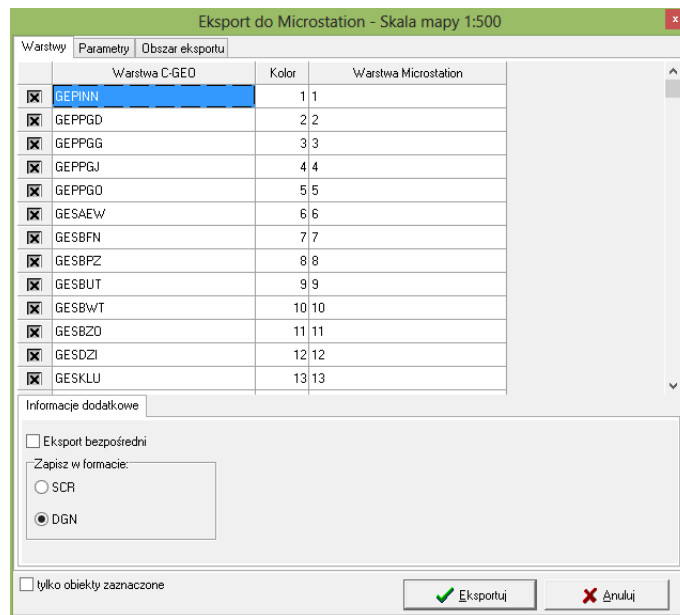 Eksport do Microstation - Skala mapy 1:500
x
Warstwy Parametry Obszar eksportu
Warstwa C-GEO Kolor Warstwa Microstation
GEPINN 1 1
GEPPGD 2 2
GEPPGG 3 3
GEPPGJ 4 4
GEPPGO 5 5
GESAEW 6 6
GESBFN 7 7
GESBPZ 8 8
GESBUT 9 9
GESBWT 10 10
GESBZO 11 11
GESDZI 12 12
GESKLU 13 13
Informacje dodatkowe
Eksport bezpośredni
Zapisz w formacie:
SCR
DGN
tylko obiekty zaznaczone
Eksportuj Anuluj